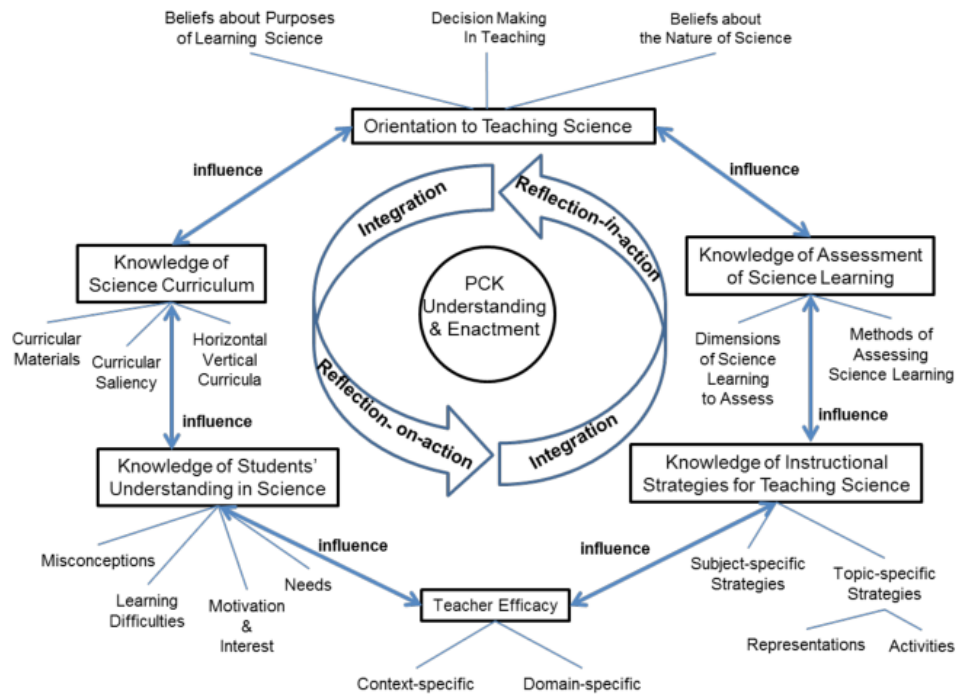 Beliefs about Purposes
of Learning Science
Decision Making
In Teaching
Beliefs about
the Nature of Science
Orientation to Teaching Science
influence
influence
Integration
Reflection-in-action
Knowledge of
Science Curriculum
PCK
Understanding
& Enactment
Knowledge of Assessment
of Science Learning
Curricular
Materials
Curricular
Saliency
Horizontal
Vertical
Curricula
Dimensions
of Science
Learning
to Assess
Methods of
Assessing
Science Learning
influence
influence
Reflection- on-action
Integration
Knowledge of Students'
Understanding in Science
Knowledge of Instructional
Strategies for Teaching Science
influence
influence
Misconceptions
Learning
Difficulties
Motivation
&
Interest
Needs
Teacher Efficacy
Subject-specific
Strategies
Topic-specific
Strategies
Representations
Activities
Context-specific
Domain-specific